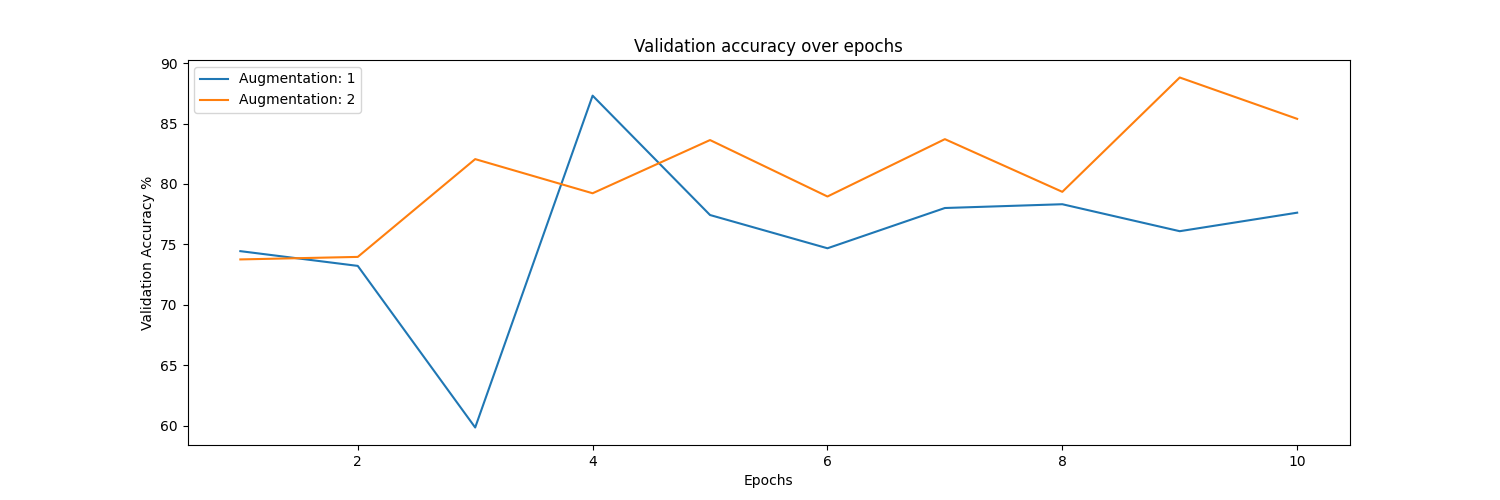 Validation accuracy over epochs
Augmentation: 1
Augmentation: 2
Validation Accuracy %
90
85
80
75
70
65
60
2 4 6 8 10
Epochs